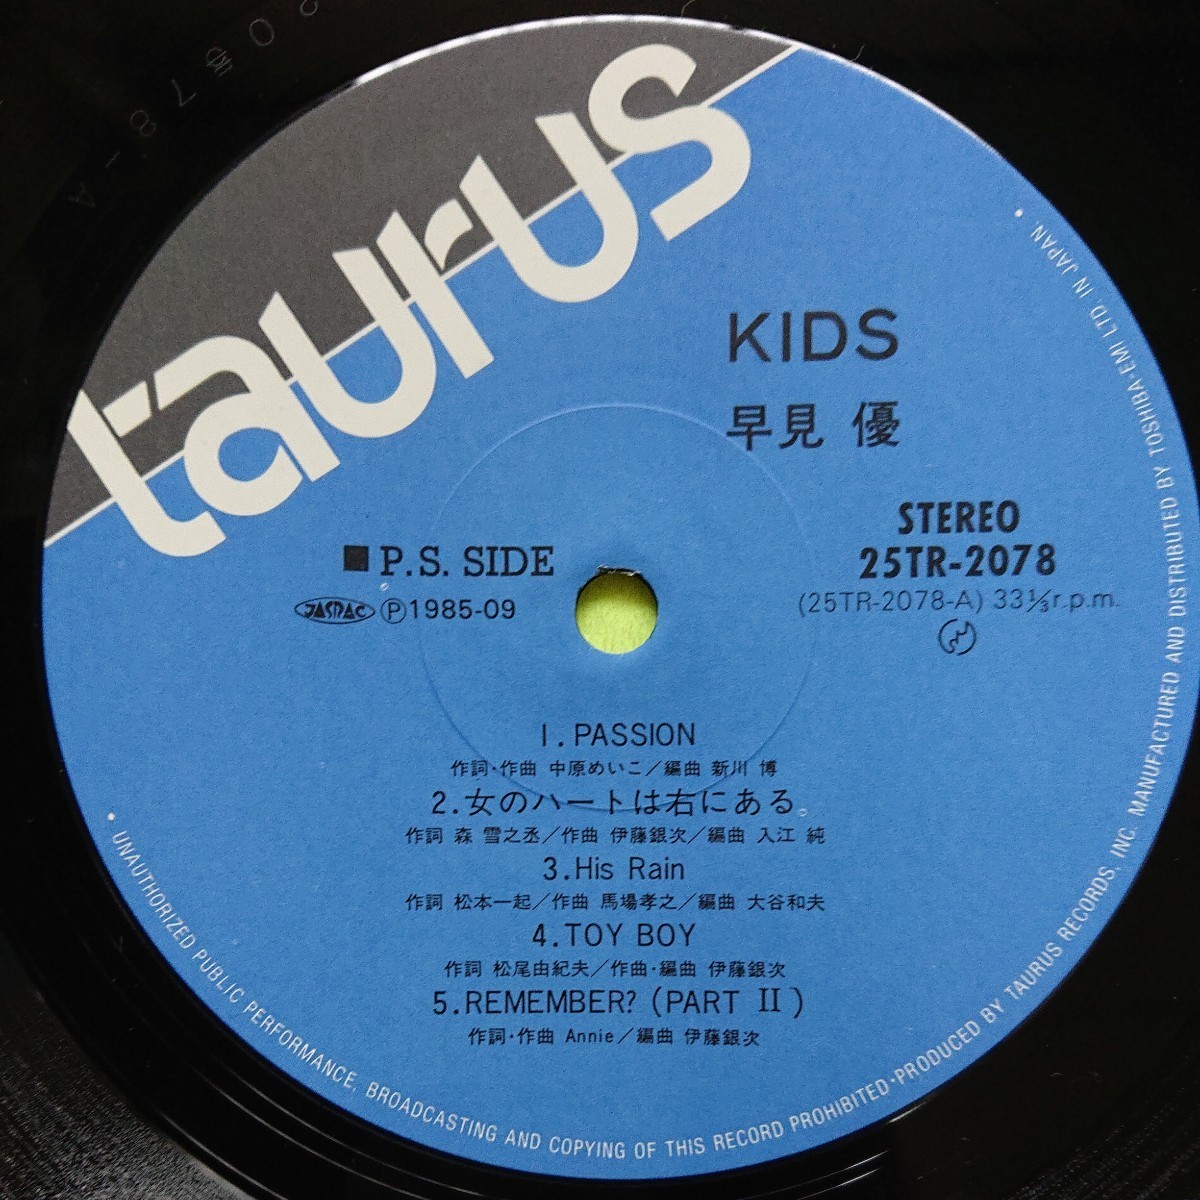 taurus
KIDS
早見 優
STEREO
25TR-2078
(25TR-2078-A) 33⅓r.p.m.
■P.S. SIDE
JASRAC Ⓟ1985-09
1.PASSION
作詞・作曲 中原めいこ/編曲 新川 博
2.女のハートは右にある。
作詞 森 雪之丞/作曲 伊藤銀次/編曲 入江 純
3.His Rain
作詞 松本一起/作曲 馬場孝之/編曲 大谷和夫
4.TOY BOY
作詞 松尾由紀夫/作曲・編曲 伊藤銀次
5.REMEMBER? (PART II)
作詞・作曲 Annie/編曲 伊藤銀次
・UNAUTHORIZED PUBLIC PERFORMANCE, BROADCASTING AND COPYING OF THIS RECORD PROHIBITED・PRODUCED BY TAURUS RECORDS, INC. MANUFACTURED AND DISTRIBUTED BY TOSHIBA・EMI LTD. IN JAPAN.・